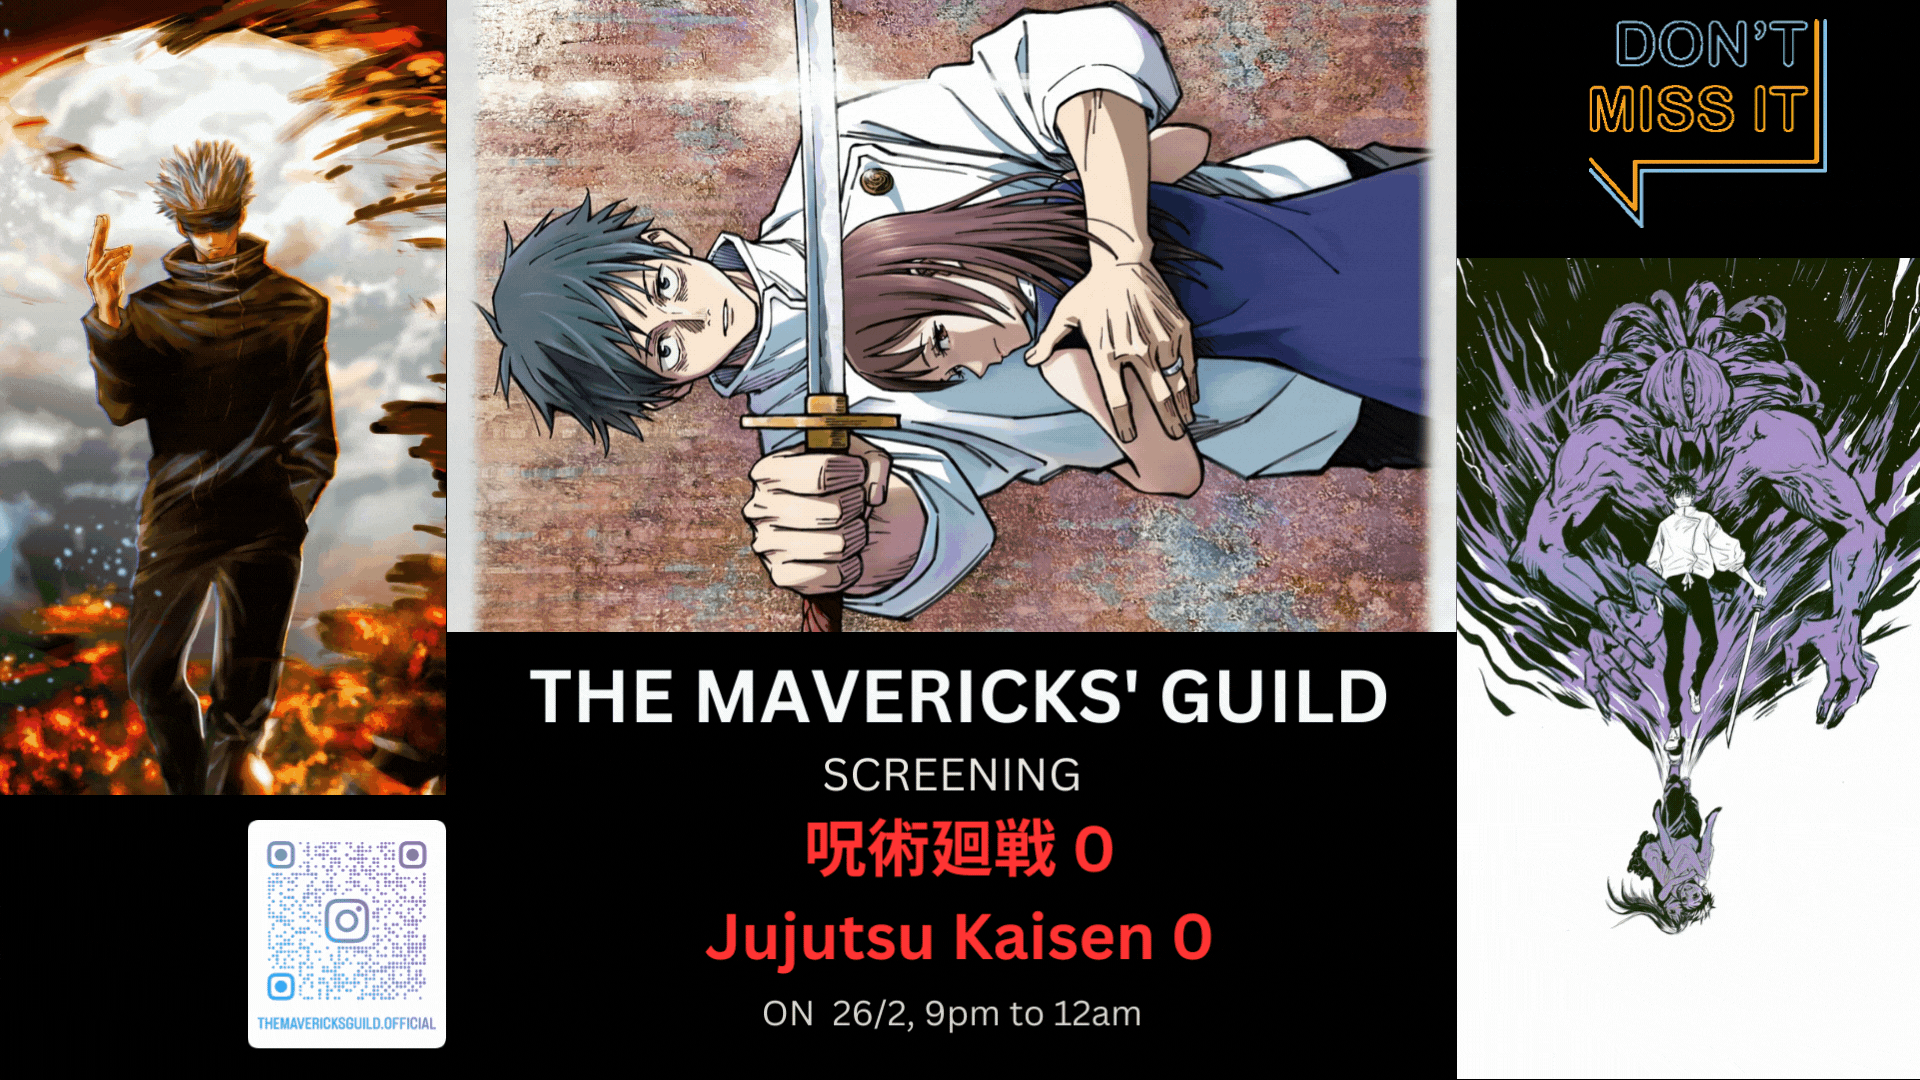 DON'T
MISS IT
THE MAVERICKS' GUILD
SCREENING
呪術廻戦 0
Jujutsu Kaisen 0
ON 26/2, 9pm to 12am
THEMAVERICKSGUILD.OFFICIAL